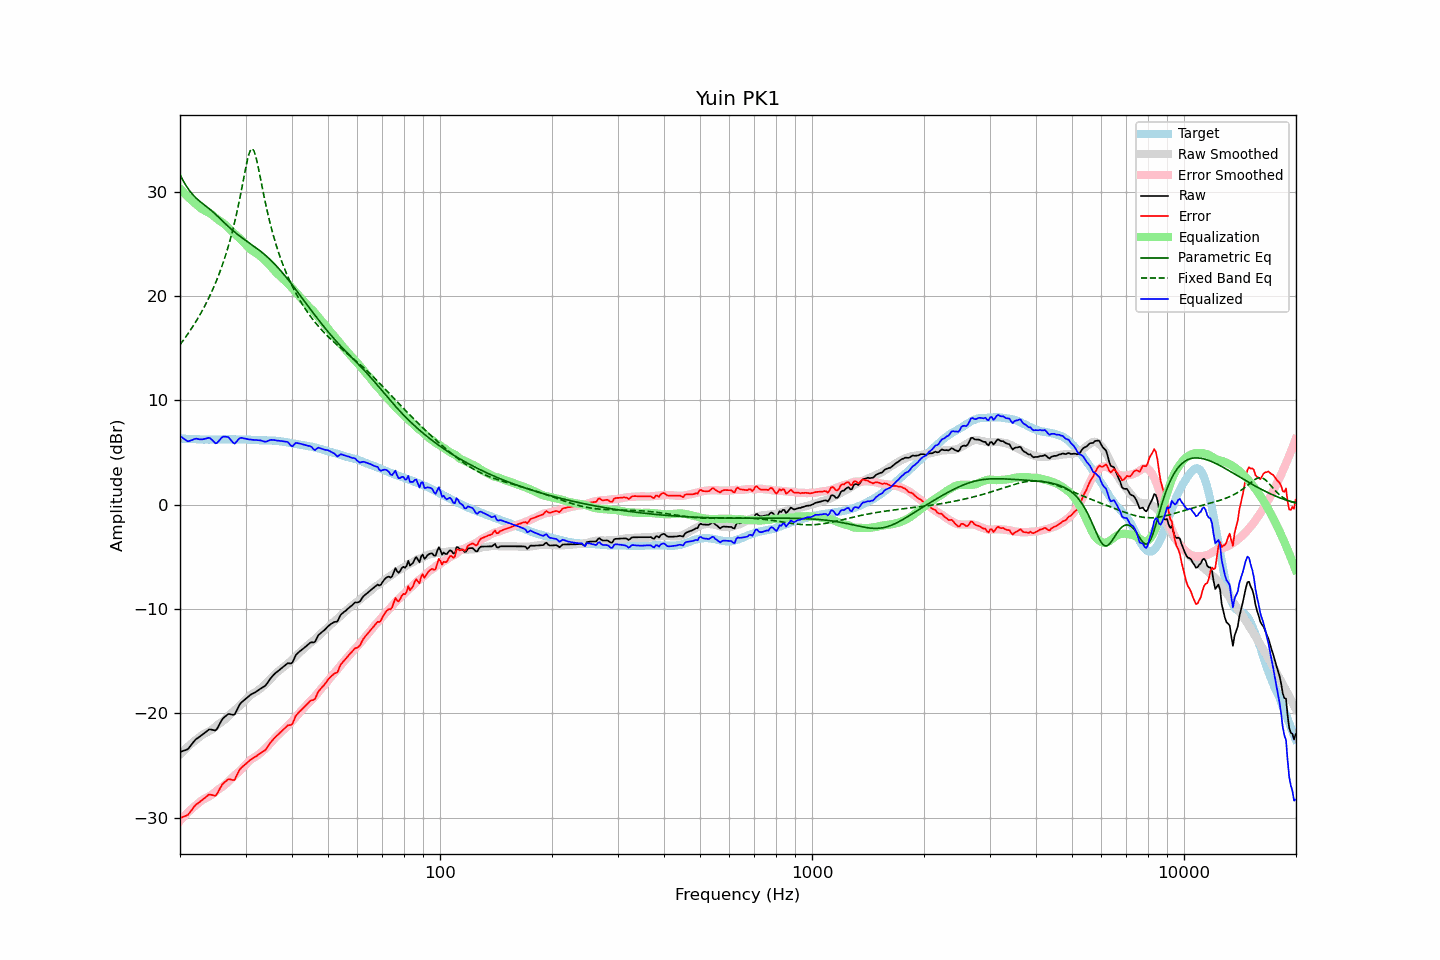 Yuin PK1
Target
Raw Smoothed
Error Smoothed
Raw
Error
Equalization
Parametric Eq
Fixed Band Eq
Equalized
30
20
10
0
−10
−20
−30
Amplitude (dBr)
100
1000
10000
Frequency (Hz)